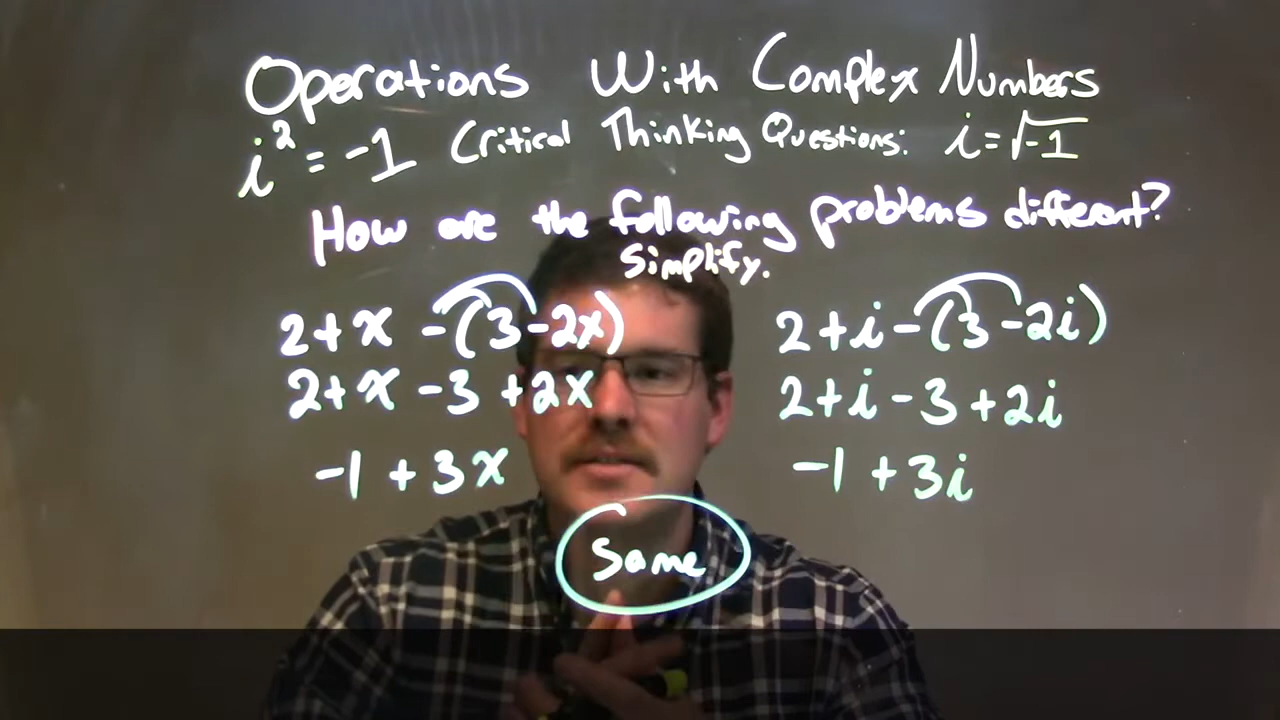 Operations With Complex Numbers
i² = -1 Critical Thinking Questions: i = √-1
How are the following problems different?
Simplify.
2 + x - (3 - 2x)
2 + x - 3 + 2x
-1 + 3x
2 + i - (3 - 2i)
2 + i - 3 + 2i
-1 + 3i
Same